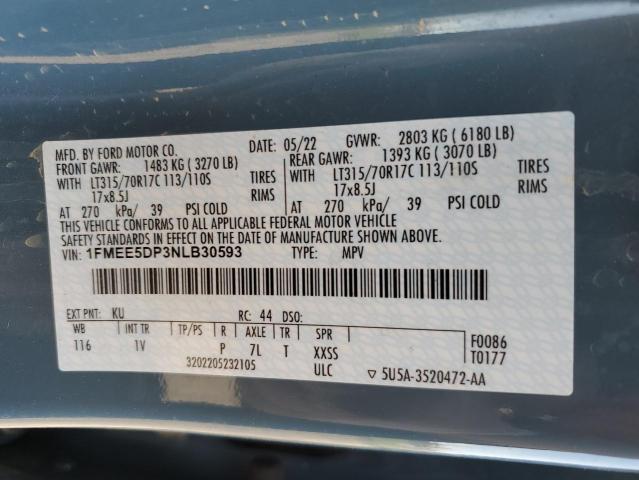 MFD. BY FORD MOTOR CO.
DATE: 05/22 GVWR: 2803 KG ( 6180 LB)
FRONT GAWR: 1483 KG ( 3270 LB) REAR GAWR: 1393 KG ( 3070 LB)
WITH LT315/70R17C 113/110S TIRES WITH LT315/70R17C 113/110S TIRES
17x8.5J RIMS 17x8.5J RIMS
AT 270 kPa/ 39 PSI COLD AT 270 kPa/ 39 PSI COLD
THIS VEHICLE CONFORMS TO ALL APPLICABLE FEDERAL MOTOR VEHICLE
SAFETY STANDARDS IN EFFECT ON THE DATE OF MANUFACTURE SHOWN ABOVE.
VIN: 1FMEE5DP3NLB30593 TYPE: MPV
EXT PNT: KU RC: 44 DSO:
WB INT TR TP/PS R AXLE TR SPR
116 1V P 7L T XXSS
F0086
T0177
3202205232105 ULC ▽ 5U5A-3520472-AA